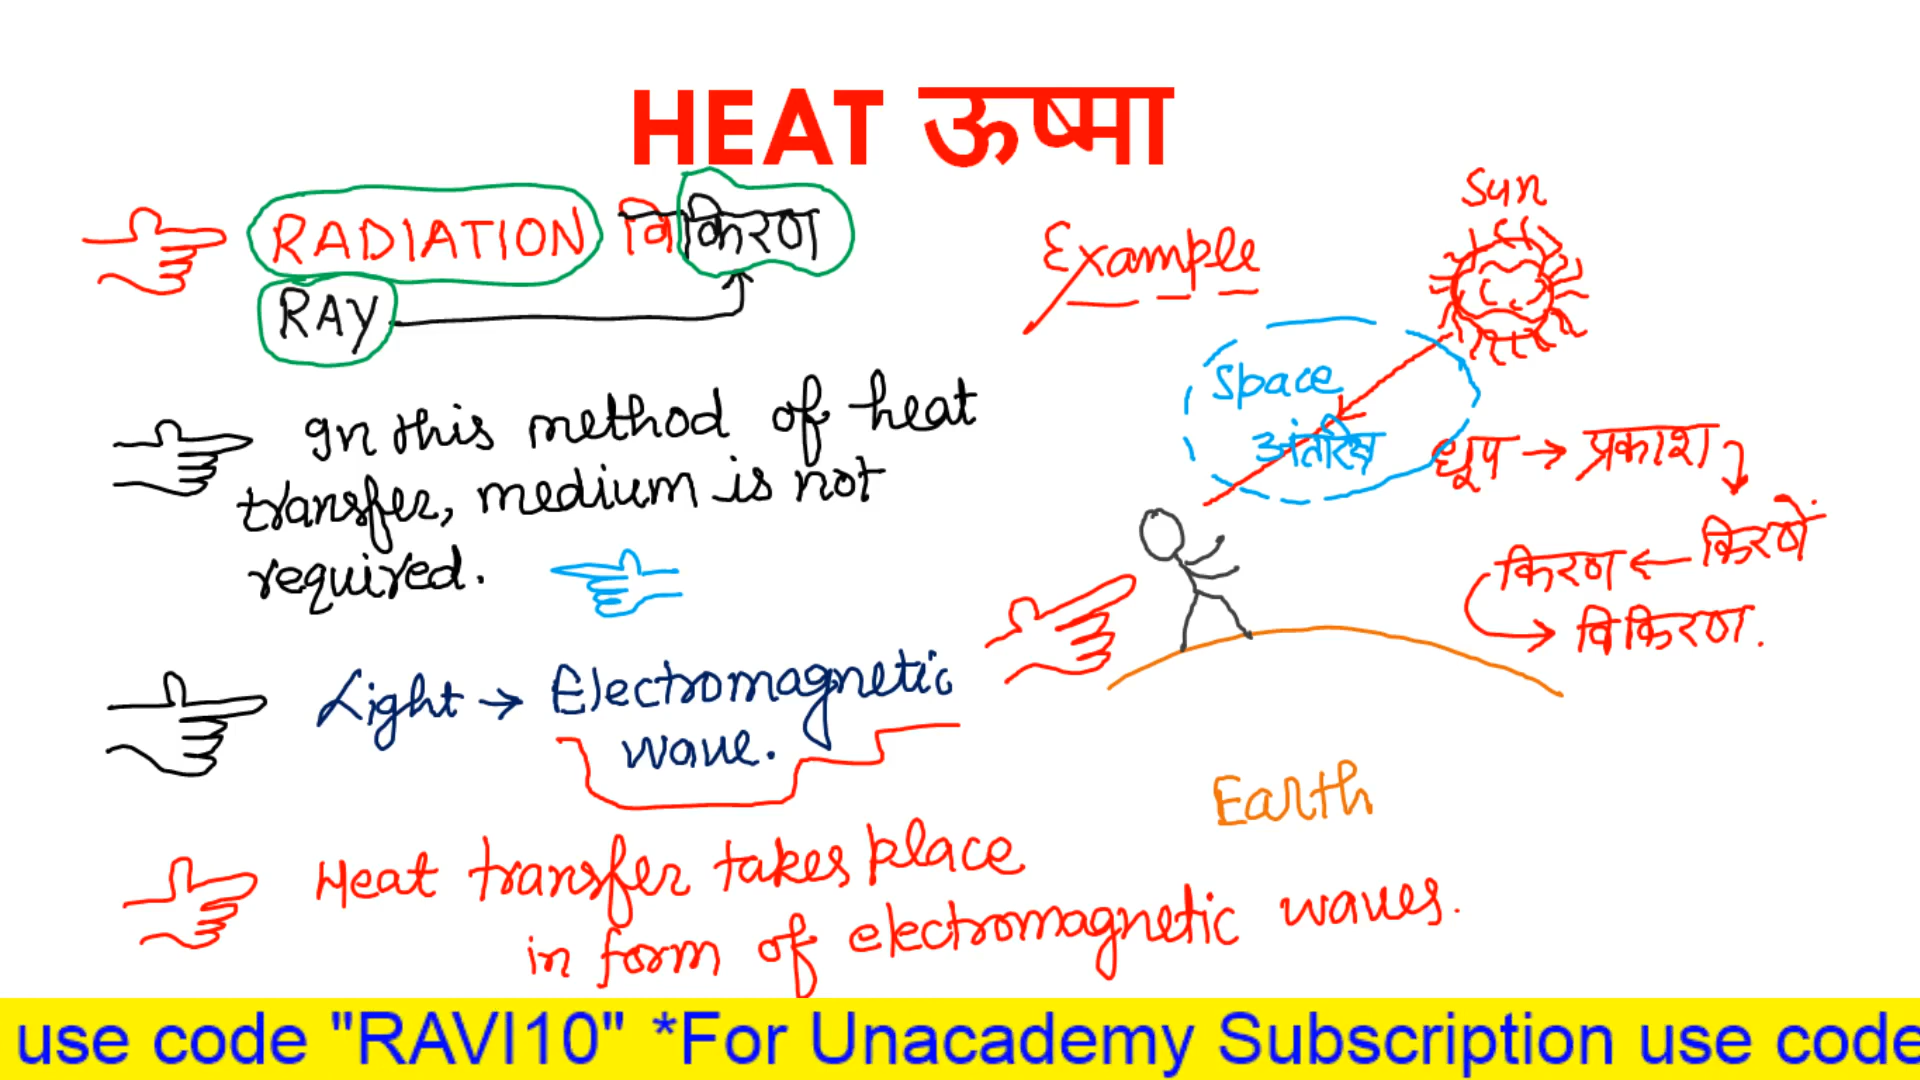 HEAT ऊष्मा
RADIATION विकिरण
RAY
In this method of heat
transfer, medium is not
required.
Light → Electromagnetic
wave.
Heat transfer takes place
in form of electromagnetic waves.
Example
Sun
Space
अंतरिक्ष
धूप → प्रकाश
किरण ← किरणें
→ विकिरण.
Earth
use code "RAVI10" *For Unacademy Subscription use code